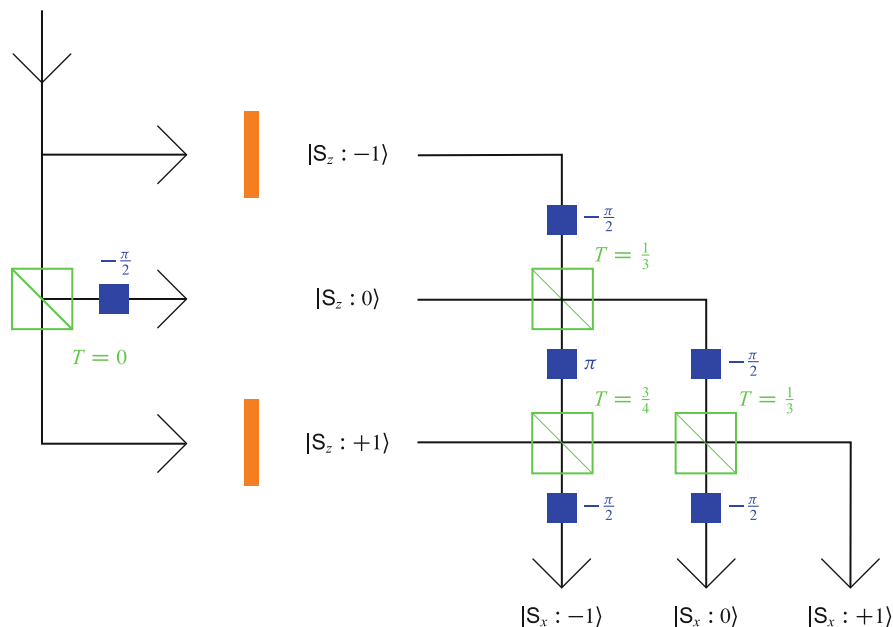 |S_z : −1⟩
−π/2
−π/2
T = 1/3
|S_z : 0⟩
T = 0
π
−π/2
T = 3/4
T = 1/3
|S_z : +1⟩
−π/2
−π/2
|S_x : −1⟩
|S_x : 0⟩
|S_x : +1⟩